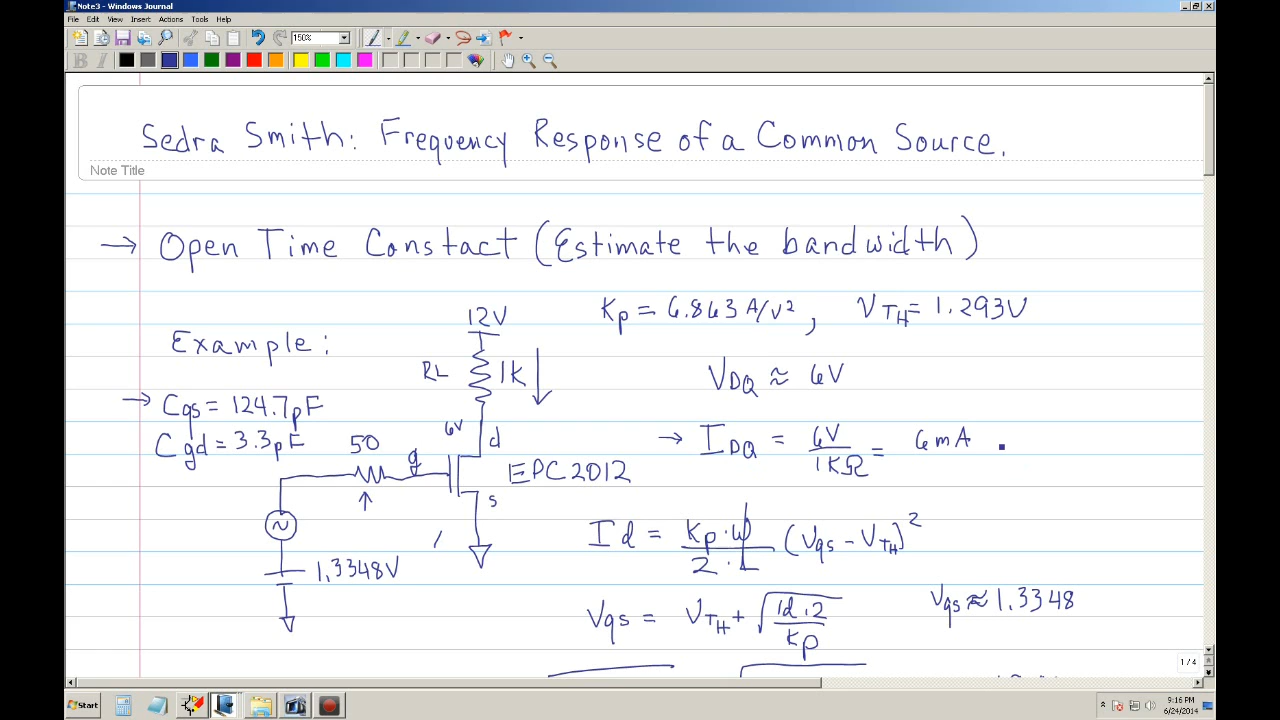 Note3 - Windows Journal
File Edit View Insert Actions Tools Help
150%
Sedra Smith: Frequency Response of a Common Source.
Note Title
→ Open Time Constact (Estimate the bandwidth)
Kp = 6.863 A/V², VTH = 1.293V
12V
Example:
RL 1K
VDQ ≈ 6V
→ Cgs = 124.7pF
Cgd = 3.3pF
50
g
6V
d
s
EPC2012
→ IDQ = 6V/1KΩ = 6mA
Id = Kp·W/2·L (Vgs - VTH)²
1.3348V
Vgs = VTH + √(Id·2/Kp)
Vgs ≈ 1.3348
1/4
Start
9:16 PM
6/24/2014